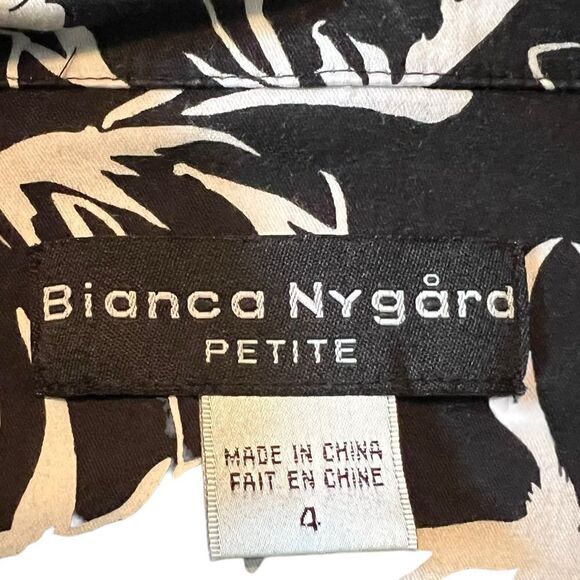 Bianca Nygård
PETITE
MADE IN CHINA
FAIT EN CHINE
4